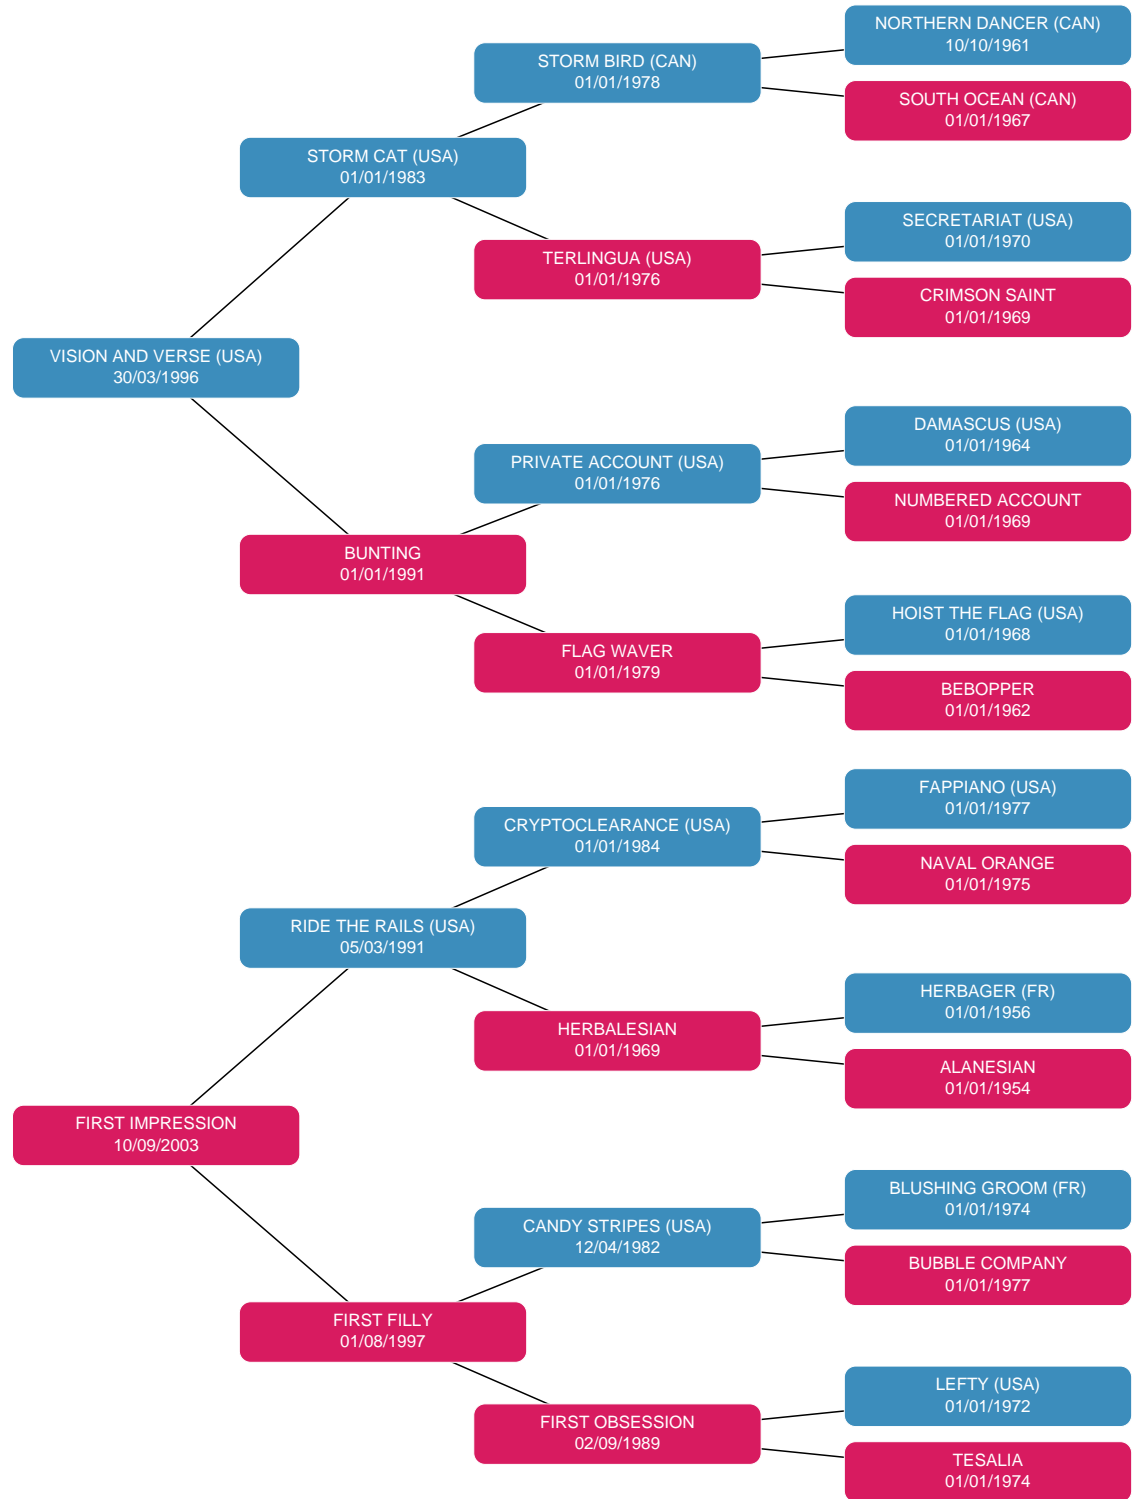 NORTHERN DANCER (CAN)
10/10/1961
STORM BIRD (CAN)
01/01/1978
SOUTH OCEAN (CAN)
01/01/1967
STORM CAT (USA)
01/01/1983
SECRETARIAT (USA)
01/01/1970
TERLINGUA (USA)
01/01/1976
CRIMSON SAINT
01/01/1969
VISION AND VERSE (USA)
30/03/1996
DAMASCUS (USA)
01/01/1964
PRIVATE ACCOUNT (USA)
01/01/1976
NUMBERED ACCOUNT
01/01/1969
BUNTING
01/01/1991
HOIST THE FLAG (USA)
01/01/1968
FLAG WAVER
01/01/1979
BEBOPPER
01/01/1962
FAPPIANO (USA)
01/01/1977
CRYPTOCLEARANCE (USA)
01/01/1984
NAVAL ORANGE
01/01/1975
RIDE THE RAILS (USA)
05/03/1991
HERBAGER (FR)
01/01/1956
HERBALESIAN
01/01/1969
ALANESIAN
01/01/1954
FIRST IMPRESSION
10/09/2003
BLUSHING GROOM (FR)
01/01/1974
CANDY STRIPES (USA)
12/04/1982
BUBBLE COMPANY
01/01/1977
FIRST FILLY
01/08/1997
LEFTY (USA)
01/01/1972
FIRST OBSESSION
02/09/1989
TESALIA
01/01/1974